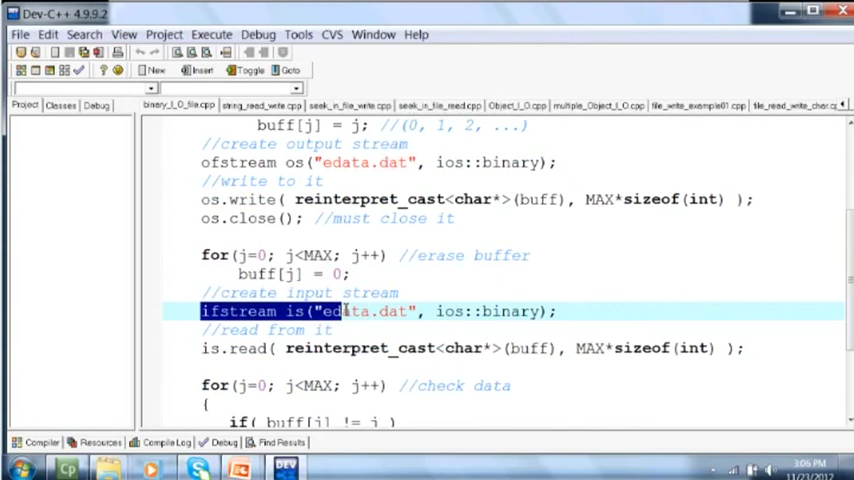 Dev-C++ 4.9.9.2
File Edit Search View Project Execute Debug Tools CVS Window Help
New Insert Toggle Goto
Project Classes Debug binary_I_O_file.cpp string_read_write.cpp seek_in_file_write.cpp seek_in_file_read.cpp Object_I_O.cpp multiple_Object_I_O.cpp file_write_example01.cpp file_read_write_char.c
buff[j] = j; //(0, 1, 2, ...)
//create output stream
ofstream os("edata.dat", ios::binary);
//write to it
os.write( reinterpret_cast<char*>(buff), MAX*sizeof(int) );
os.close(); //must close it
for(j=0; j<MAX; j++) //erase buffer
buff[j] = 0;
//create input stream
ifstream is("edata.dat", ios::binary);
//read from it
is.read( reinterpret_cast<char*>(buff), MAX*sizeof(int) );
for(j=0; j<MAX; j++) //check data
{
if( buff[j] != j )
Compiler Resources Compile Log Debug Find Results
Cp DEV
3:06 PM
11/23/2012